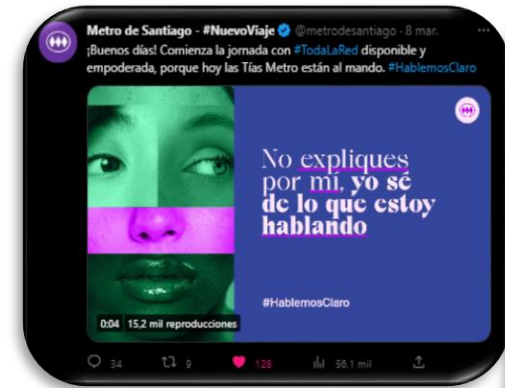 Metro de Santiago - #NuevoViaje @metrodesantiago · 8 mar.
¡Buenos días! Comienza la jornada con #TodaLaRed disponible y
empoderada, porque hoy las Tías Metro están al mando. #HablemosClaro
No expliques
por mí, yo sé
de lo que estoy
hablando
#HablemosClaro
0:04 15,2 mil reproducciones
34 9 128 56,1 mil